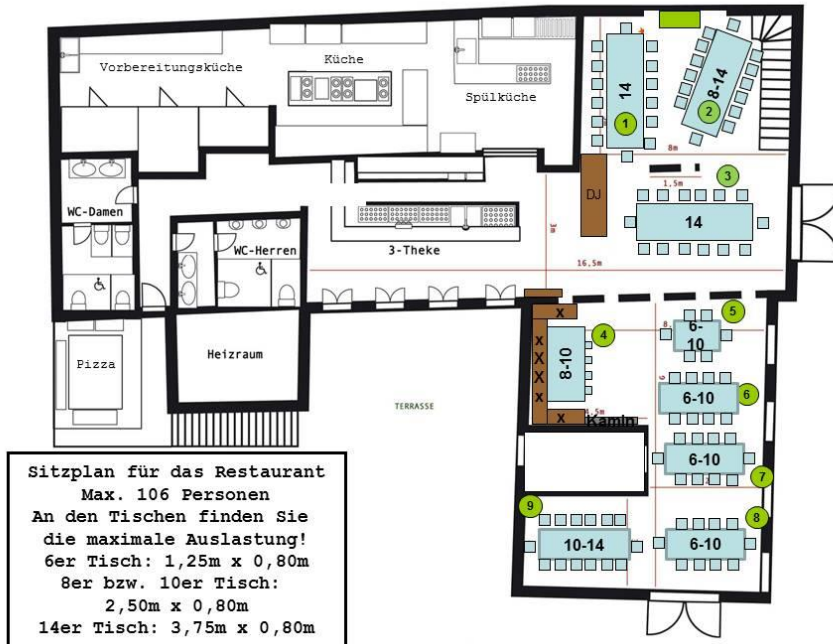 Vorbereitungsküche
Küche
Spülküche
14
1
8-14
2
8m
1.5m
3
DJ
14
WC-Damen
WC-Herren
3-Theke
3m
16.5m
X
4
5
6-
10
X
X
X
X
8-10
6-10
6
X
Kamin
Pizza
Heizraum
TERRASSE
6-10
7
9
8
10-14
6-10
Sitzplan für das Restaurant
Max. 106 Personen
An den Tischen finden Sie
die maximale Auslastung!
6er Tisch: 1,25m x 0,80m
8er bzw. 10er Tisch:
2,50m x 0,80m
14er Tisch: 3,75m x 0,80m